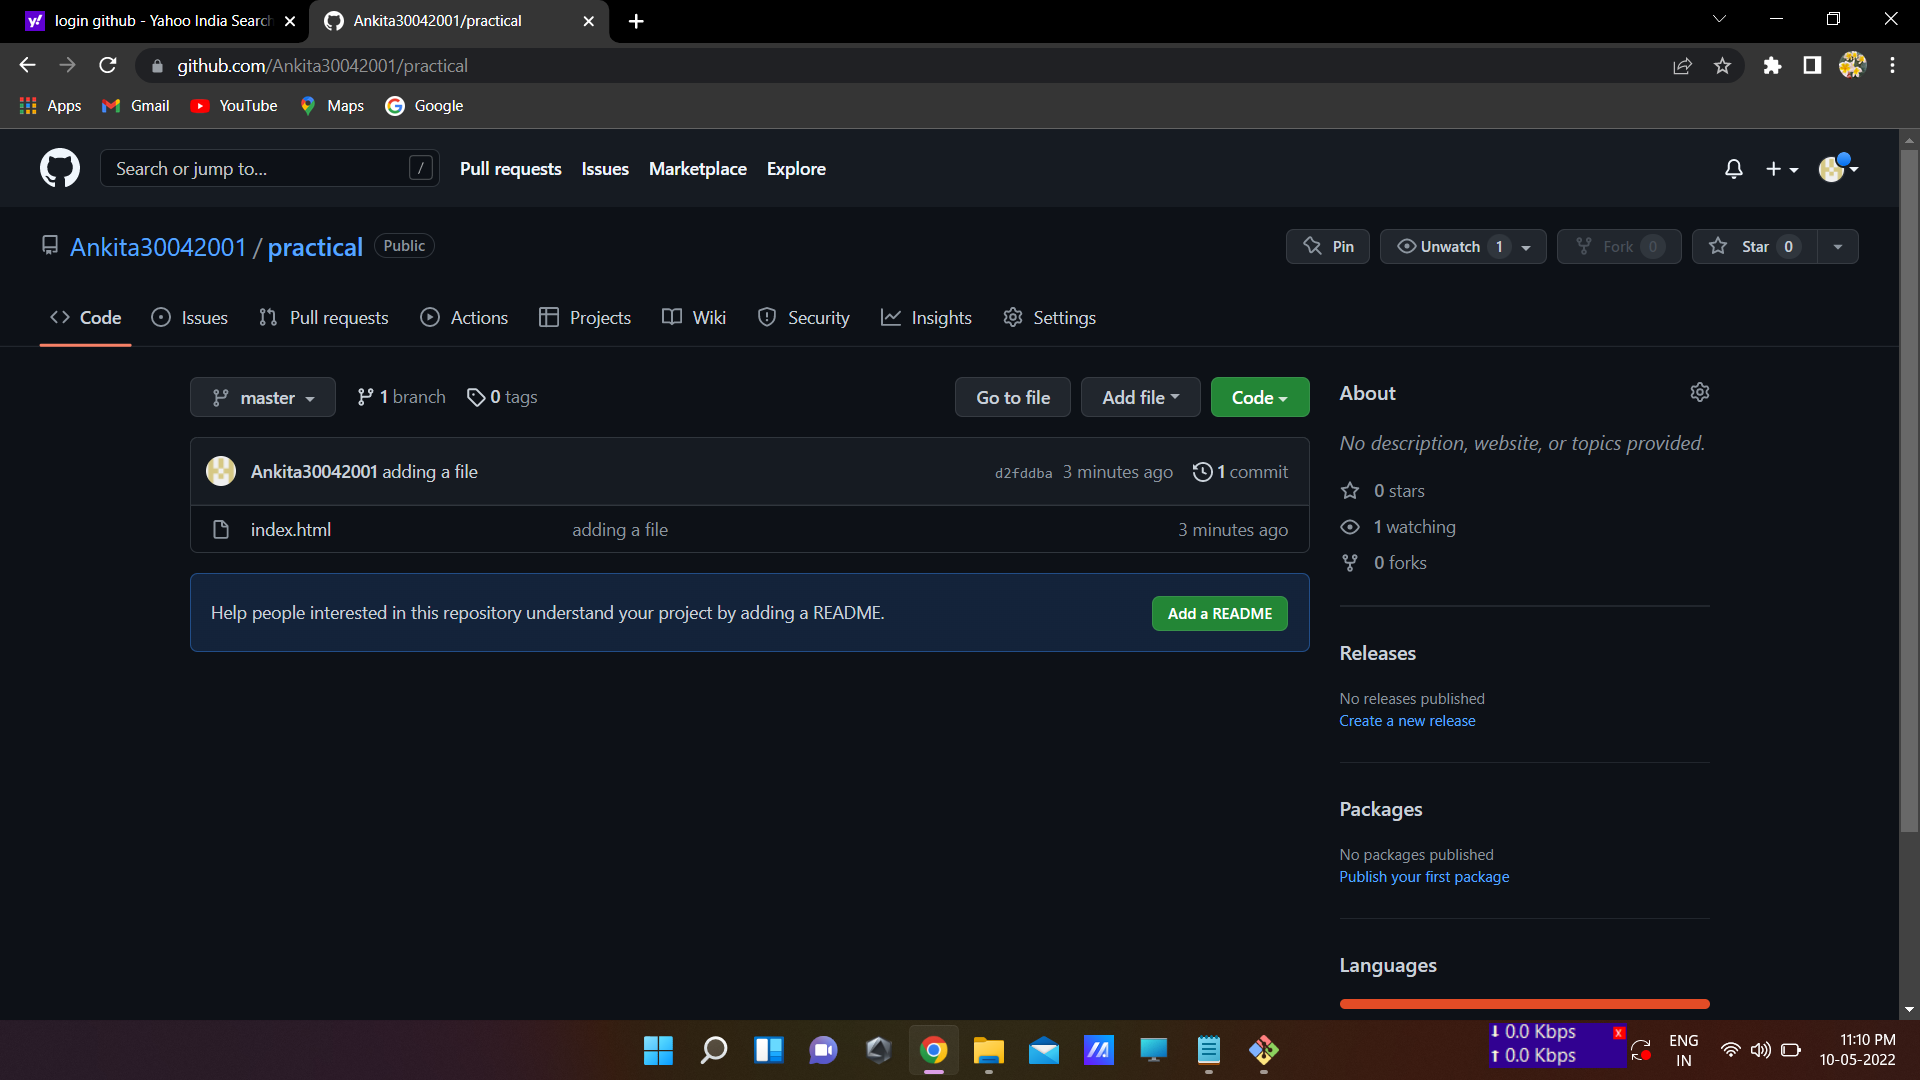 login github - Yahoo India Search
Ankita30042001/practical
github.com/Ankita30042001/practical
Apps Gmail YouTube Maps Google
Search or jump to... / Pull requests Issues Marketplace Explore
Ankita30042001 / practical Public Pin Unwatch 1 Fork 0 Star 0
Code Issues Pull requests Actions Projects Wiki Security Insights Settings
master 1 branch 0 tags Go to file Add file Code
Ankita30042001 adding a file d2fddba 3 minutes ago 1 commit
index.html adding a file 3 minutes ago
Help people interested in this repository understand your project by adding a README. Add a README
About
No description, website, or topics provided.
0 stars
1 watching
0 forks
Releases
No releases published
Create a new release
Packages
No packages published
Publish your first package
Languages
0.0 Kbps x
0.0 Kbps
ENG
IN
11:10 PM
10-05-2022